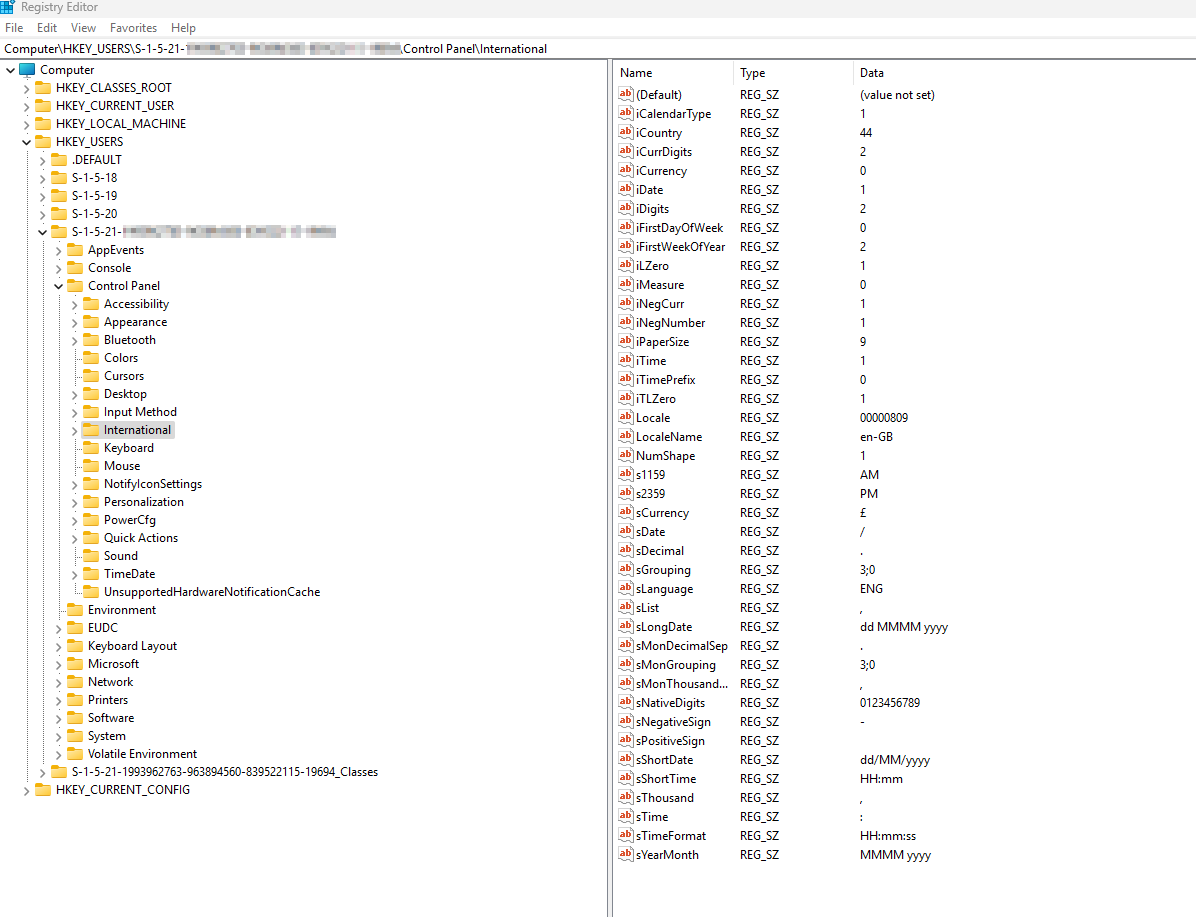 Registry Editor
File Edit View Favorites Help
Computer\HKEY_USERS\S-1-5-21- \Control Panel\International
Computer
HKEY_CLASSES_ROOT
HKEY_CURRENT_USER
HKEY_LOCAL_MACHINE
HKEY_USERS
.DEFAULT
S-1-5-18
S-1-5-19
S-1-5-20
S-1-5-21-
AppEvents
Console
Control Panel
Accessibility
Appearance
Bluetooth
Colors
Cursors
Desktop
Input Method
International
Keyboard
Mouse
NotifyIconSettings
Personalization
PowerCfg
Quick Actions
Sound
TimeDate
UnsupportedHardwareNotificationCache
Environment
EUDC
Keyboard Layout
Microsoft
Network
Printers
Software
System
Volatile Environment
S-1-5-21-1993962763-963894560-839522115-19694_Classes
HKEY_CURRENT_CONFIG
Name Type Data
(Default) REG_SZ (value not set)
iCalendarType REG_SZ 1
iCountry REG_SZ 44
iCurrDigits REG_SZ 2
iCurrency REG_SZ 0
iDate REG_SZ 1
iDigits REG_SZ 2
iFirstDayOfWeek REG_SZ 0
iFirstWeekOfYear REG_SZ 2
iLZero REG_SZ 1
iMeasure REG_SZ 0
iNegCurr REG_SZ 1
iNegNumber REG_SZ 1
iPaperSize REG_SZ 9
iTime REG_SZ 1
iTimePrefix REG_SZ 0
iTLZero REG_SZ 1
Locale REG_SZ 00000809
LocaleName REG_SZ en-GB
NumShape REG_SZ 1
s1159 REG_SZ AM
s2359 REG_SZ PM
sCurrency REG_SZ £
sDate REG_SZ /
sDecimal REG_SZ .
sGrouping REG_SZ 3;0
sLanguage REG_SZ ENG
sList REG_SZ ,
sLongDate REG_SZ dd MMMM yyyy
sMonDecimalSep REG_SZ .
sMonGrouping REG_SZ 3;0
sMonThousand... REG_SZ ,
sNativeDigits REG_SZ 0123456789
sNegativeSign REG_SZ -
sPositiveSign REG_SZ
sShortDate REG_SZ dd/MM/yyyy
sShortTime REG_SZ HH:mm
sThousand REG_SZ ,
sTime REG_SZ :
sTimeFormat REG_SZ HH:mm:ss
sYearMonth REG_SZ MMMM yyyy